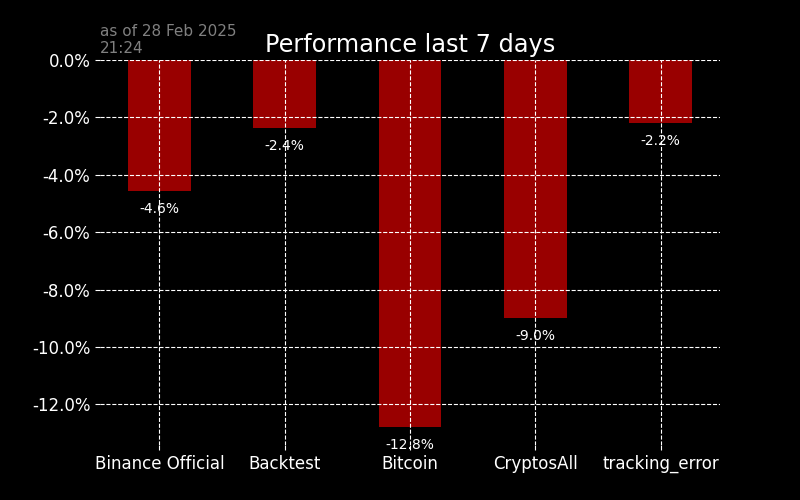 as of 28 Feb 2025
21:24
Performance last 7 days
0.0%
-2.0%
-4.0%
-6.0%
-8.0%
-10.0%
-12.0%
-4.6%
-2.4%
-12.8%
-9.0%
-2.2%
Binance Official
Backtest
Bitcoin
CryptosAll
tracking_error